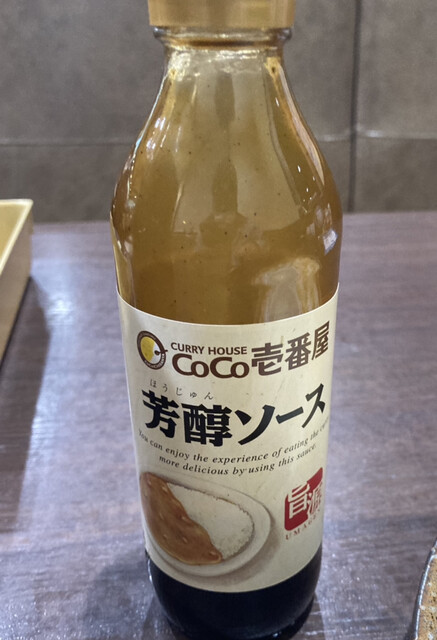 CURRY HOUSE
CoCo壱番屋
ほうじゅん
芳醇ソース
You can enjoy the experience of eating the curry
more delicious by using this sauce.
旨